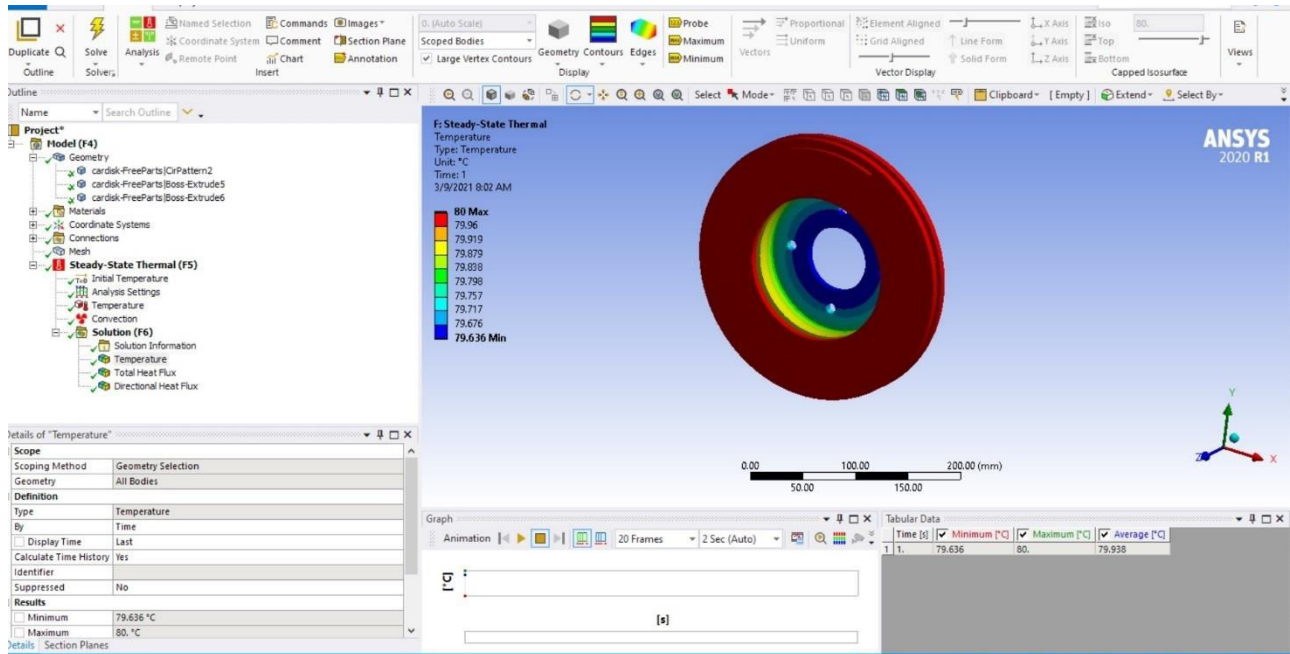 Named Selection Commands Images 0. (Auto Scale) Probe Proportional Element Aligned X Axis Iso 80.
Duplicate Solve Analysis Coordinate System Comment Section Plane Scoped Bodies Geometry Contours Edges Maximum Vectors Uniform Grid Aligned Line Form Y Axis Top Views
Remote Point Chart Annotation Large Vertex Contours Minimum Solid Form Z Axis Bottom
Outline Solvers Insert Display Vector Display Capped Isosurface
Outline
Select Mode Clipboard [Empty] Extend Select By
Name Search Outline
Project*
Model (F4)
Geometry
cardisk-FreeParts|CirPattern2
cardisk-FreeParts|Boss-Extrude5
cardisk-FreeParts|Boss-Extrude6
Materials
Coordinate Systems
Connections
Mesh
Steady-State Thermal (F5)
Initial Temperature
Analysis Settings
Temperature
Convection
Solution (F6)
Solution Information
Temperature
Total Heat Flux
Directional Heat Flux
F: Steady-State Thermal
Temperature
Type: Temperature
Unit: °C
Time: 1
3/9/2021 8:02 AM
80 Max
79.96
79.919
79.879
79.838
79.798
79.757
79.717
79.676
79.636 Min
ANSYS
2020 R1
Y
Z X
0.00 100.00 200.00 (mm)
50.00 150.00
Details of "Temperature"
Scope
Scoping Method Geometry Selection
Geometry All Bodies
Definition
Type Temperature
By Time
Display Time Last
Calculate Time History Yes
Identifier
Suppressed No
Results
Minimum 79.636 °C
Maximum 80. °C
Details Section Planes
Graph
Animation 20 Frames 2 Sec (Auto)
[°C]
[s]
Tabular Data
Time [s] Minimum [°C] Maximum [°C] Average [°C]
1 1. 79.636 80. 79.938